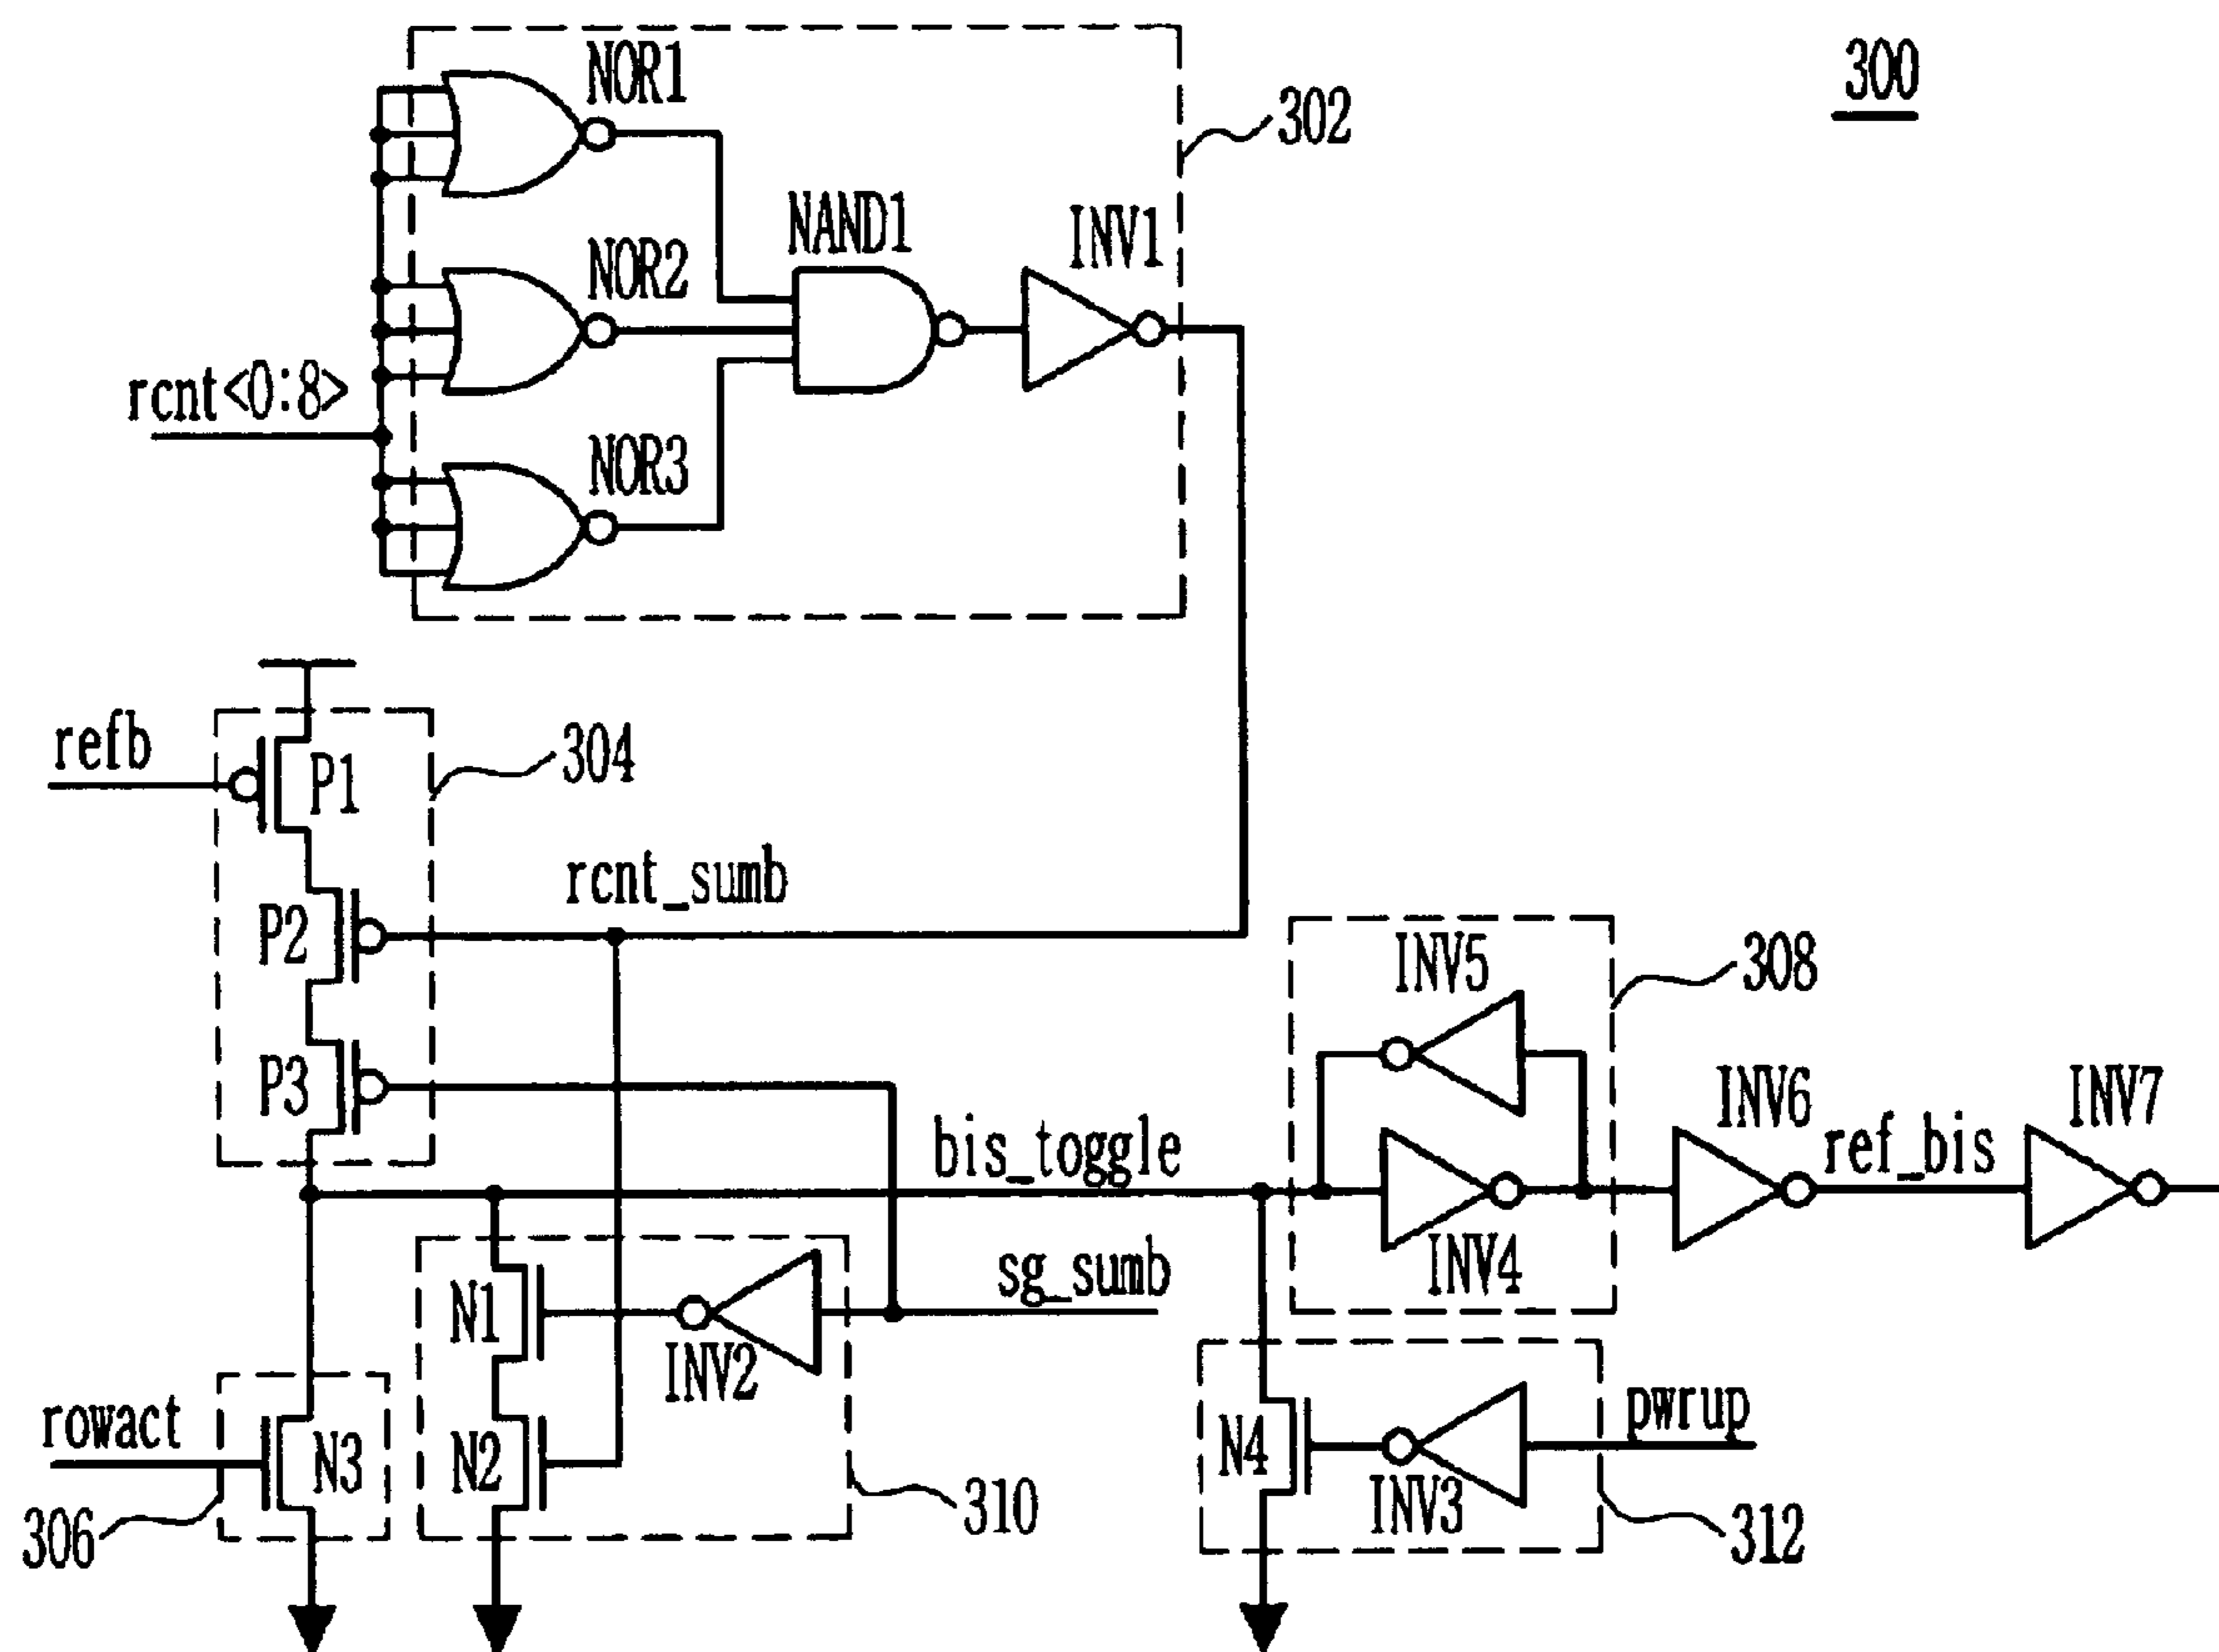 NOR1
300
302
NAND1
INV1
NOR2
rcnt<0:8>
NOR3
refb
P1
304
rcnt_sumb
P2
INV5
308
P3
bis_toggle
INV6
ref_bis
INV7
N1
sg_sumb
INV4
INV2
rowact
N3
N2
N4
pwrup
INV3
310
306
312